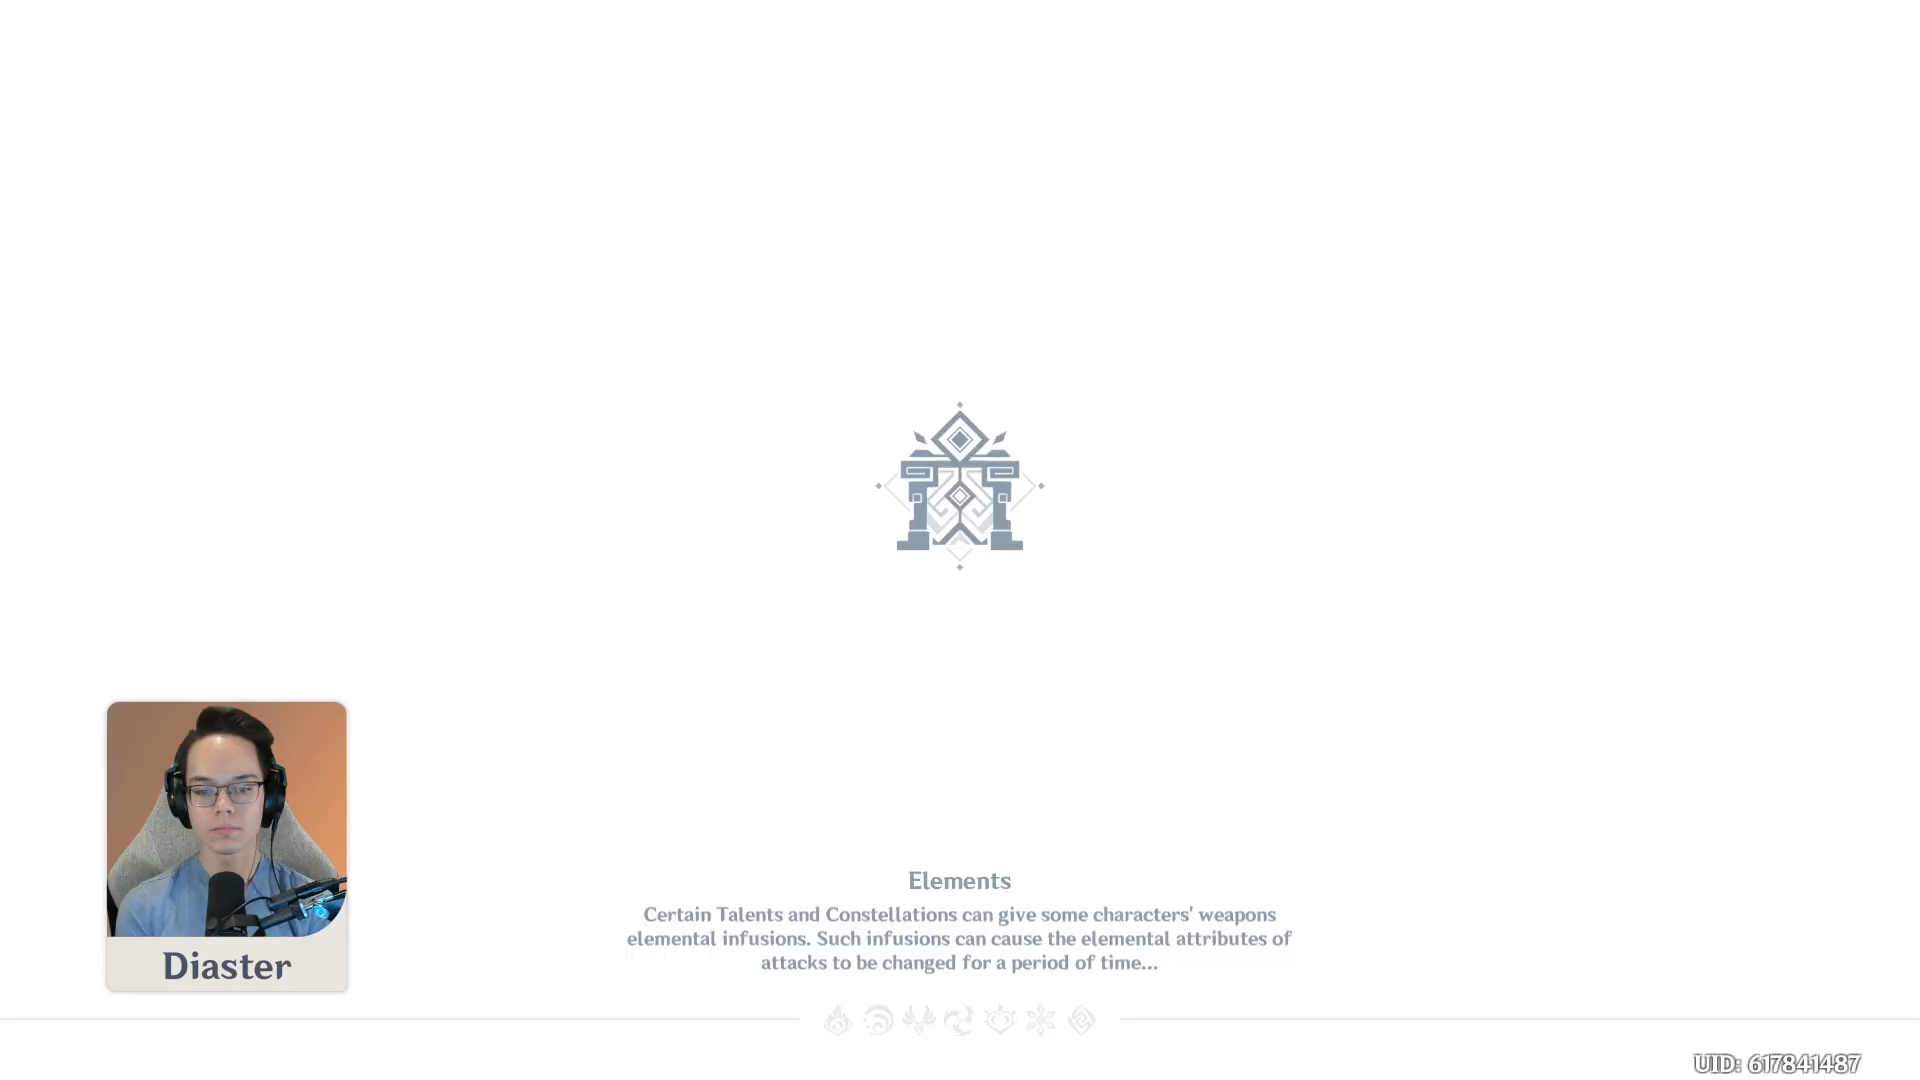 Elements
Certain Talents and Constellations can give some characters' weapons
elemental infusions. Such infusions can cause the elemental attributes of
attacks to be changed for a period of time...
Diaster
UID: 617841487